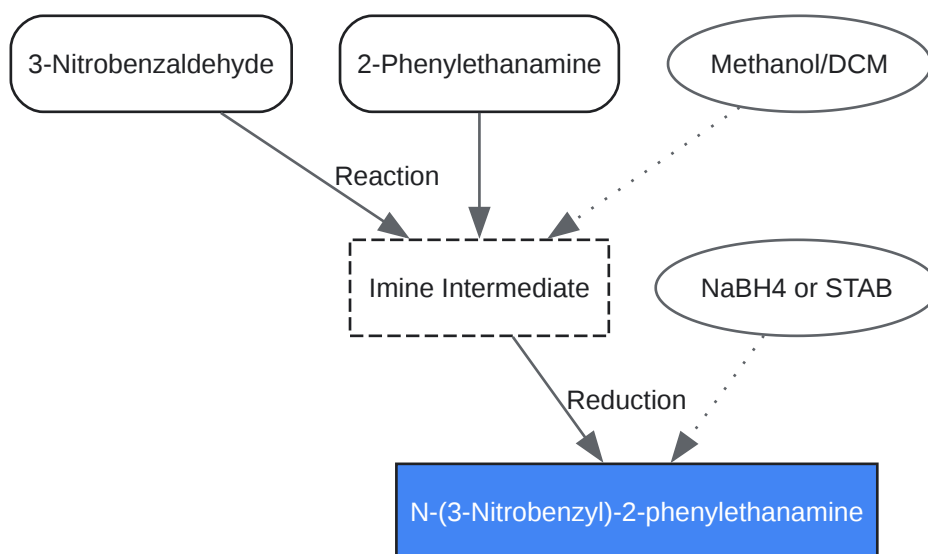 3-Nitrobenzaldehyde
2-Phenylethanamine
Methanol/DCM
Reaction
Imine Intermediate
NaBH4 or STAB
Reduction
N-(3-Nitrobenzyl)-2-phenylethanamine